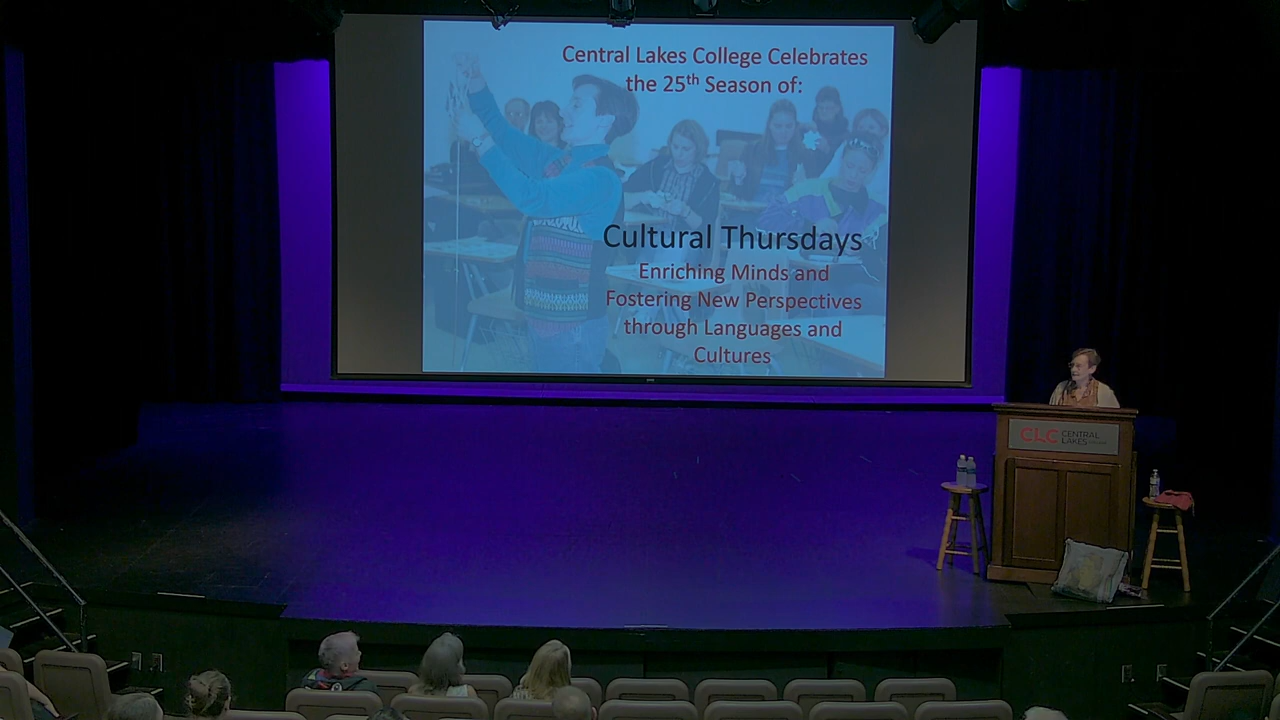 Central Lakes College Celebrates
the 25th Season of:
Cultural Thursdays
Enriching Minds and
Fostering New Perspectives
through Languages and
Cultures
CLC CENTRAL
LAKES